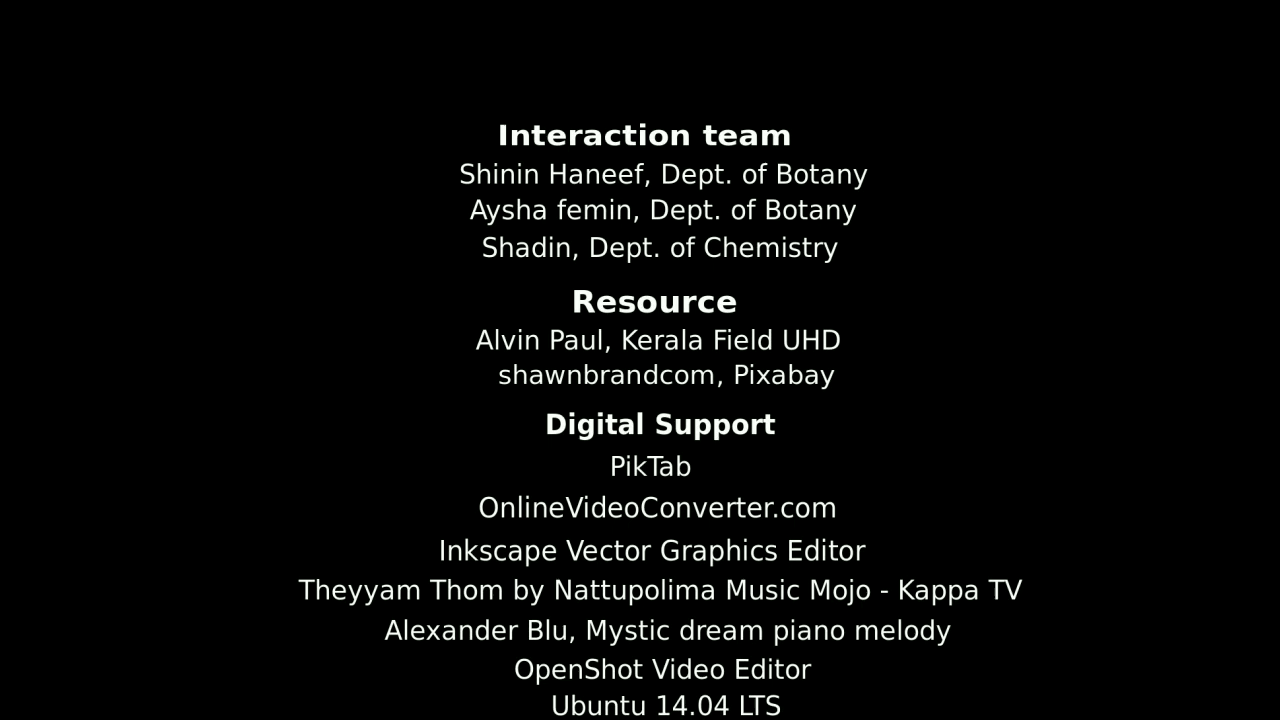 Interaction team
Shinin Haneef, Dept. of Botany
Aysha femin, Dept. of Botany
Shadin, Dept. of Chemistry
Resource
Alvin Paul, Kerala Field UHD
shawnbrandcom, Pixabay
Digital Support
PikTab
OnlineVideoConverter.com
Inkscape Vector Graphics Editor
Theyyam Thom by Nattupolima Music Mojo - Kappa TV
Alexander Blu, Mystic dream piano melody
OpenShot Video Editor
Ubuntu 14.04 LTS